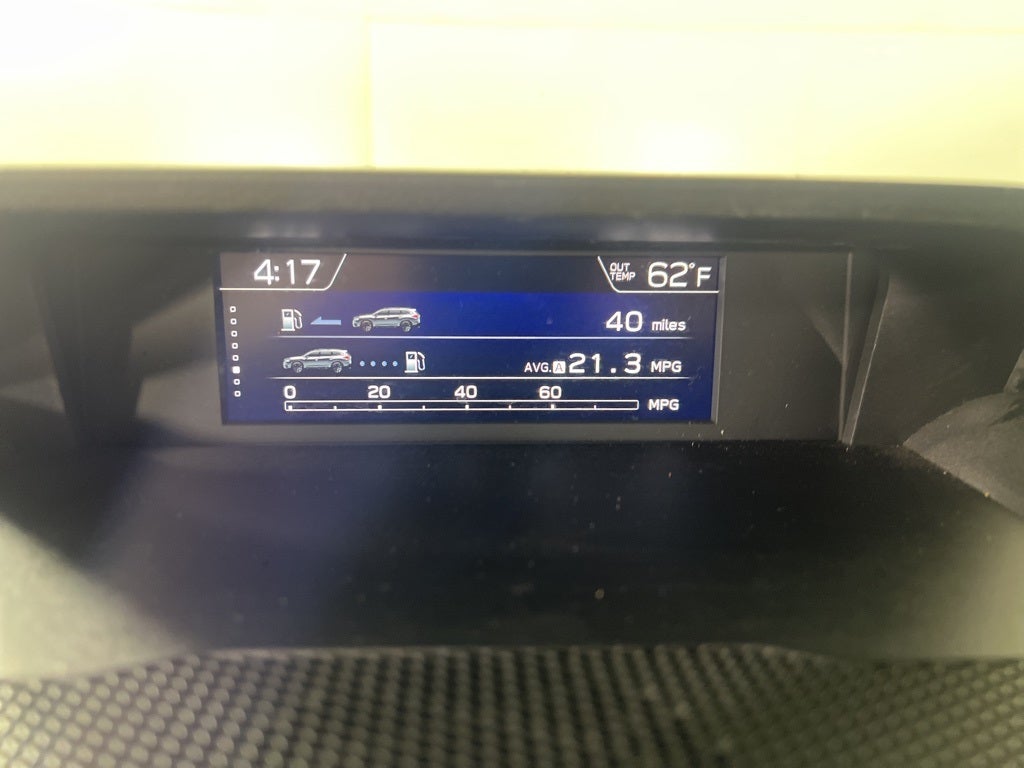 4:17
OUT TEMP 62°F
40 miles
AVG. A 21.3 MPG
0 20 40 60
MPG